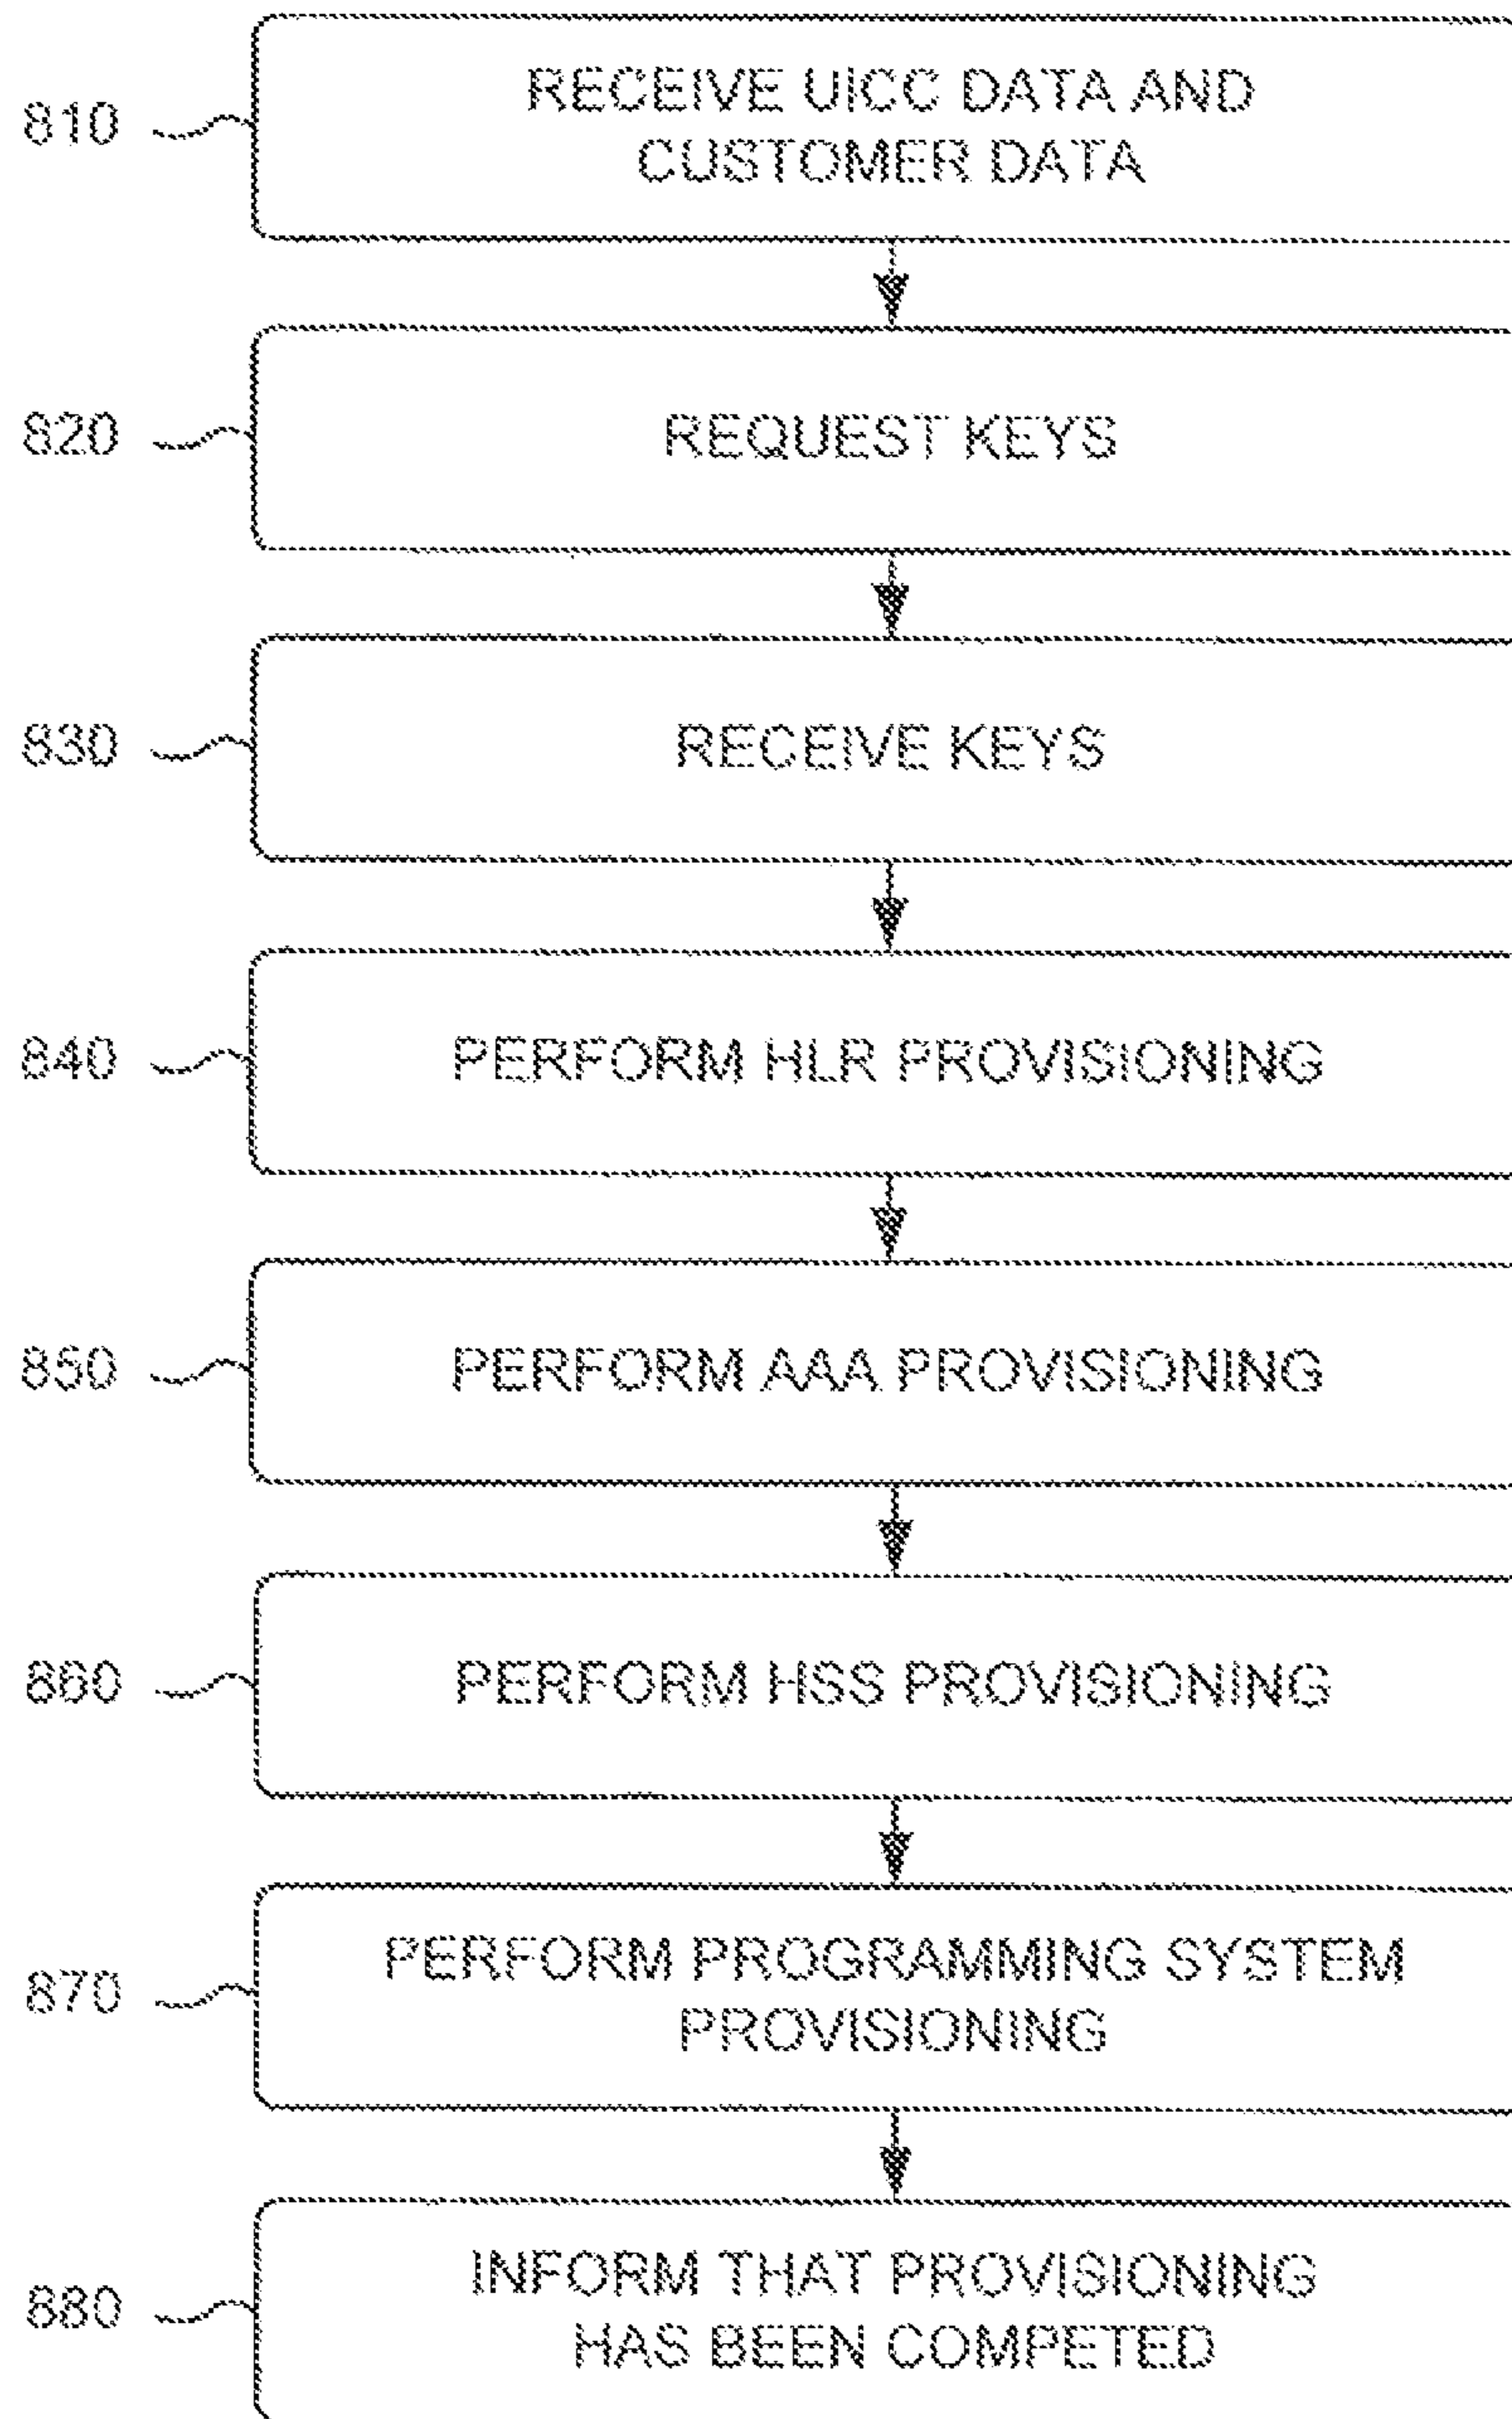 810
RECEIVE UICC DATA AND
CUSTOMER DATA
820
REQUEST KEYS
830
RECEIVE KEYS
840
PERFORM HLR PROVISIONING
850
PERFORM AAA PROVISIONING
860
PERFORM HSS PROVISIONING
870
PERFORM PROGRAMMING SYSTEM
PROVISIONING
880
INFORM THAT PROVISIONING
HAS BEEN COMPETED